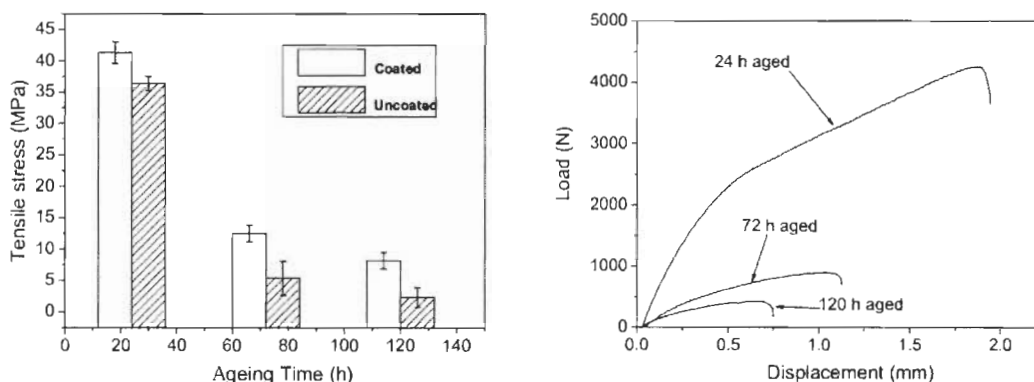 45
40
35
30
25
20
15
10
5
0
Tensile stress (MPa)
Coated
Uncoated
0 20 40 60 80 100 120 140
Ageing Time (h)
5000
4000
3000
2000
1000
0
Load (N)
24 h aged
72 h aged
120 h aged
0.0 0.5 1.0 1.5 2.0
Displacement (mm)